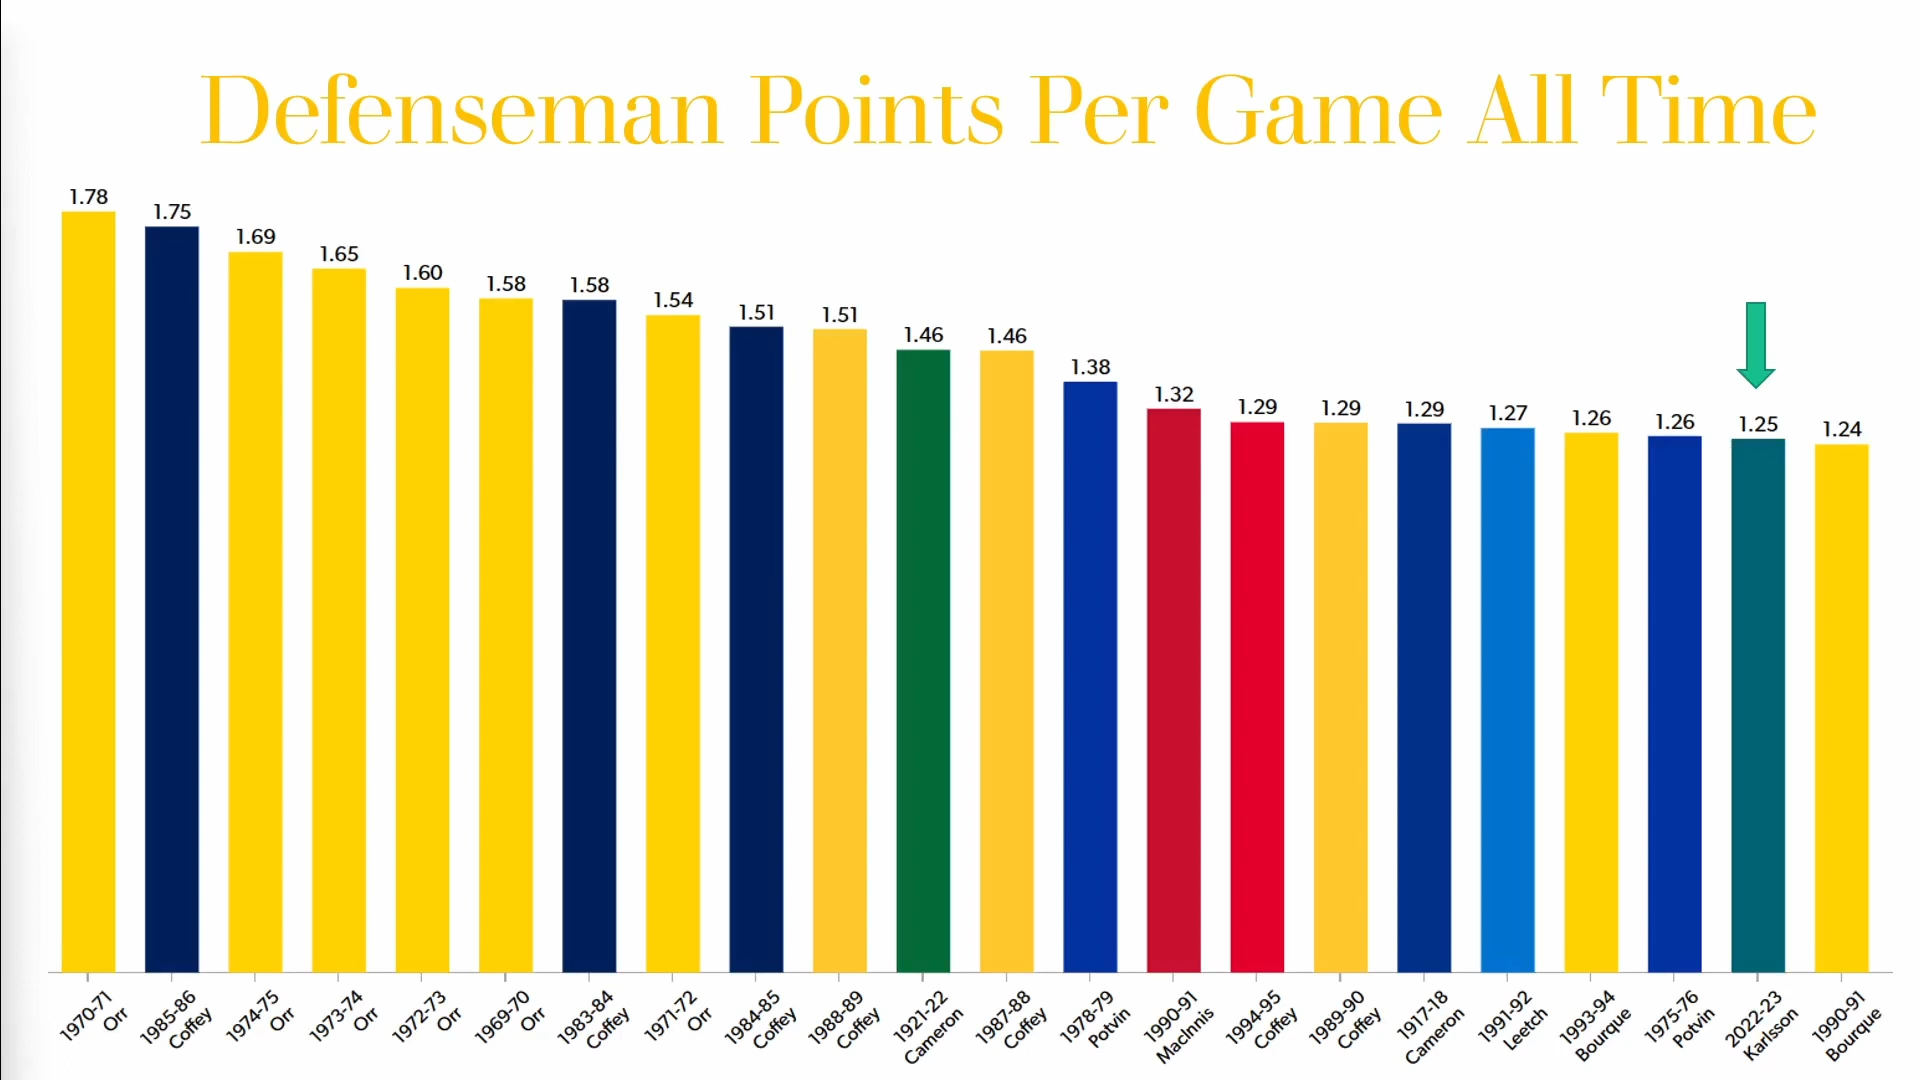 Defenseman Points Per Game All Time
1.78
1.75
1.69
1.65
1.60
1.58
1.58
1.54
1.51
1.51
1.46
1.46
1.38
1.32
1.29
1.29
1.29
1.27
1.26
1.26
1.25
1.24
1970-71
Orr
1985-86
Coffey
1974-75
Orr
1973-74
Orr
1972-73
Orr
1969-70
Orr
1983-84
Coffey
1971-72
Orr
1984-85
Coffey
1988-89
Coffey
1921-22
Cameron
1987-88
Coffey
1978-79
Potvin
1990-91
MacInnis
1994-95
Coffey
1989-90
Coffey
1917-18
Cameron
1991-92
Leetch
1993-94
Bourque
1975-76
Potvin
2022-23
Karlsson
1990-91
Bourque